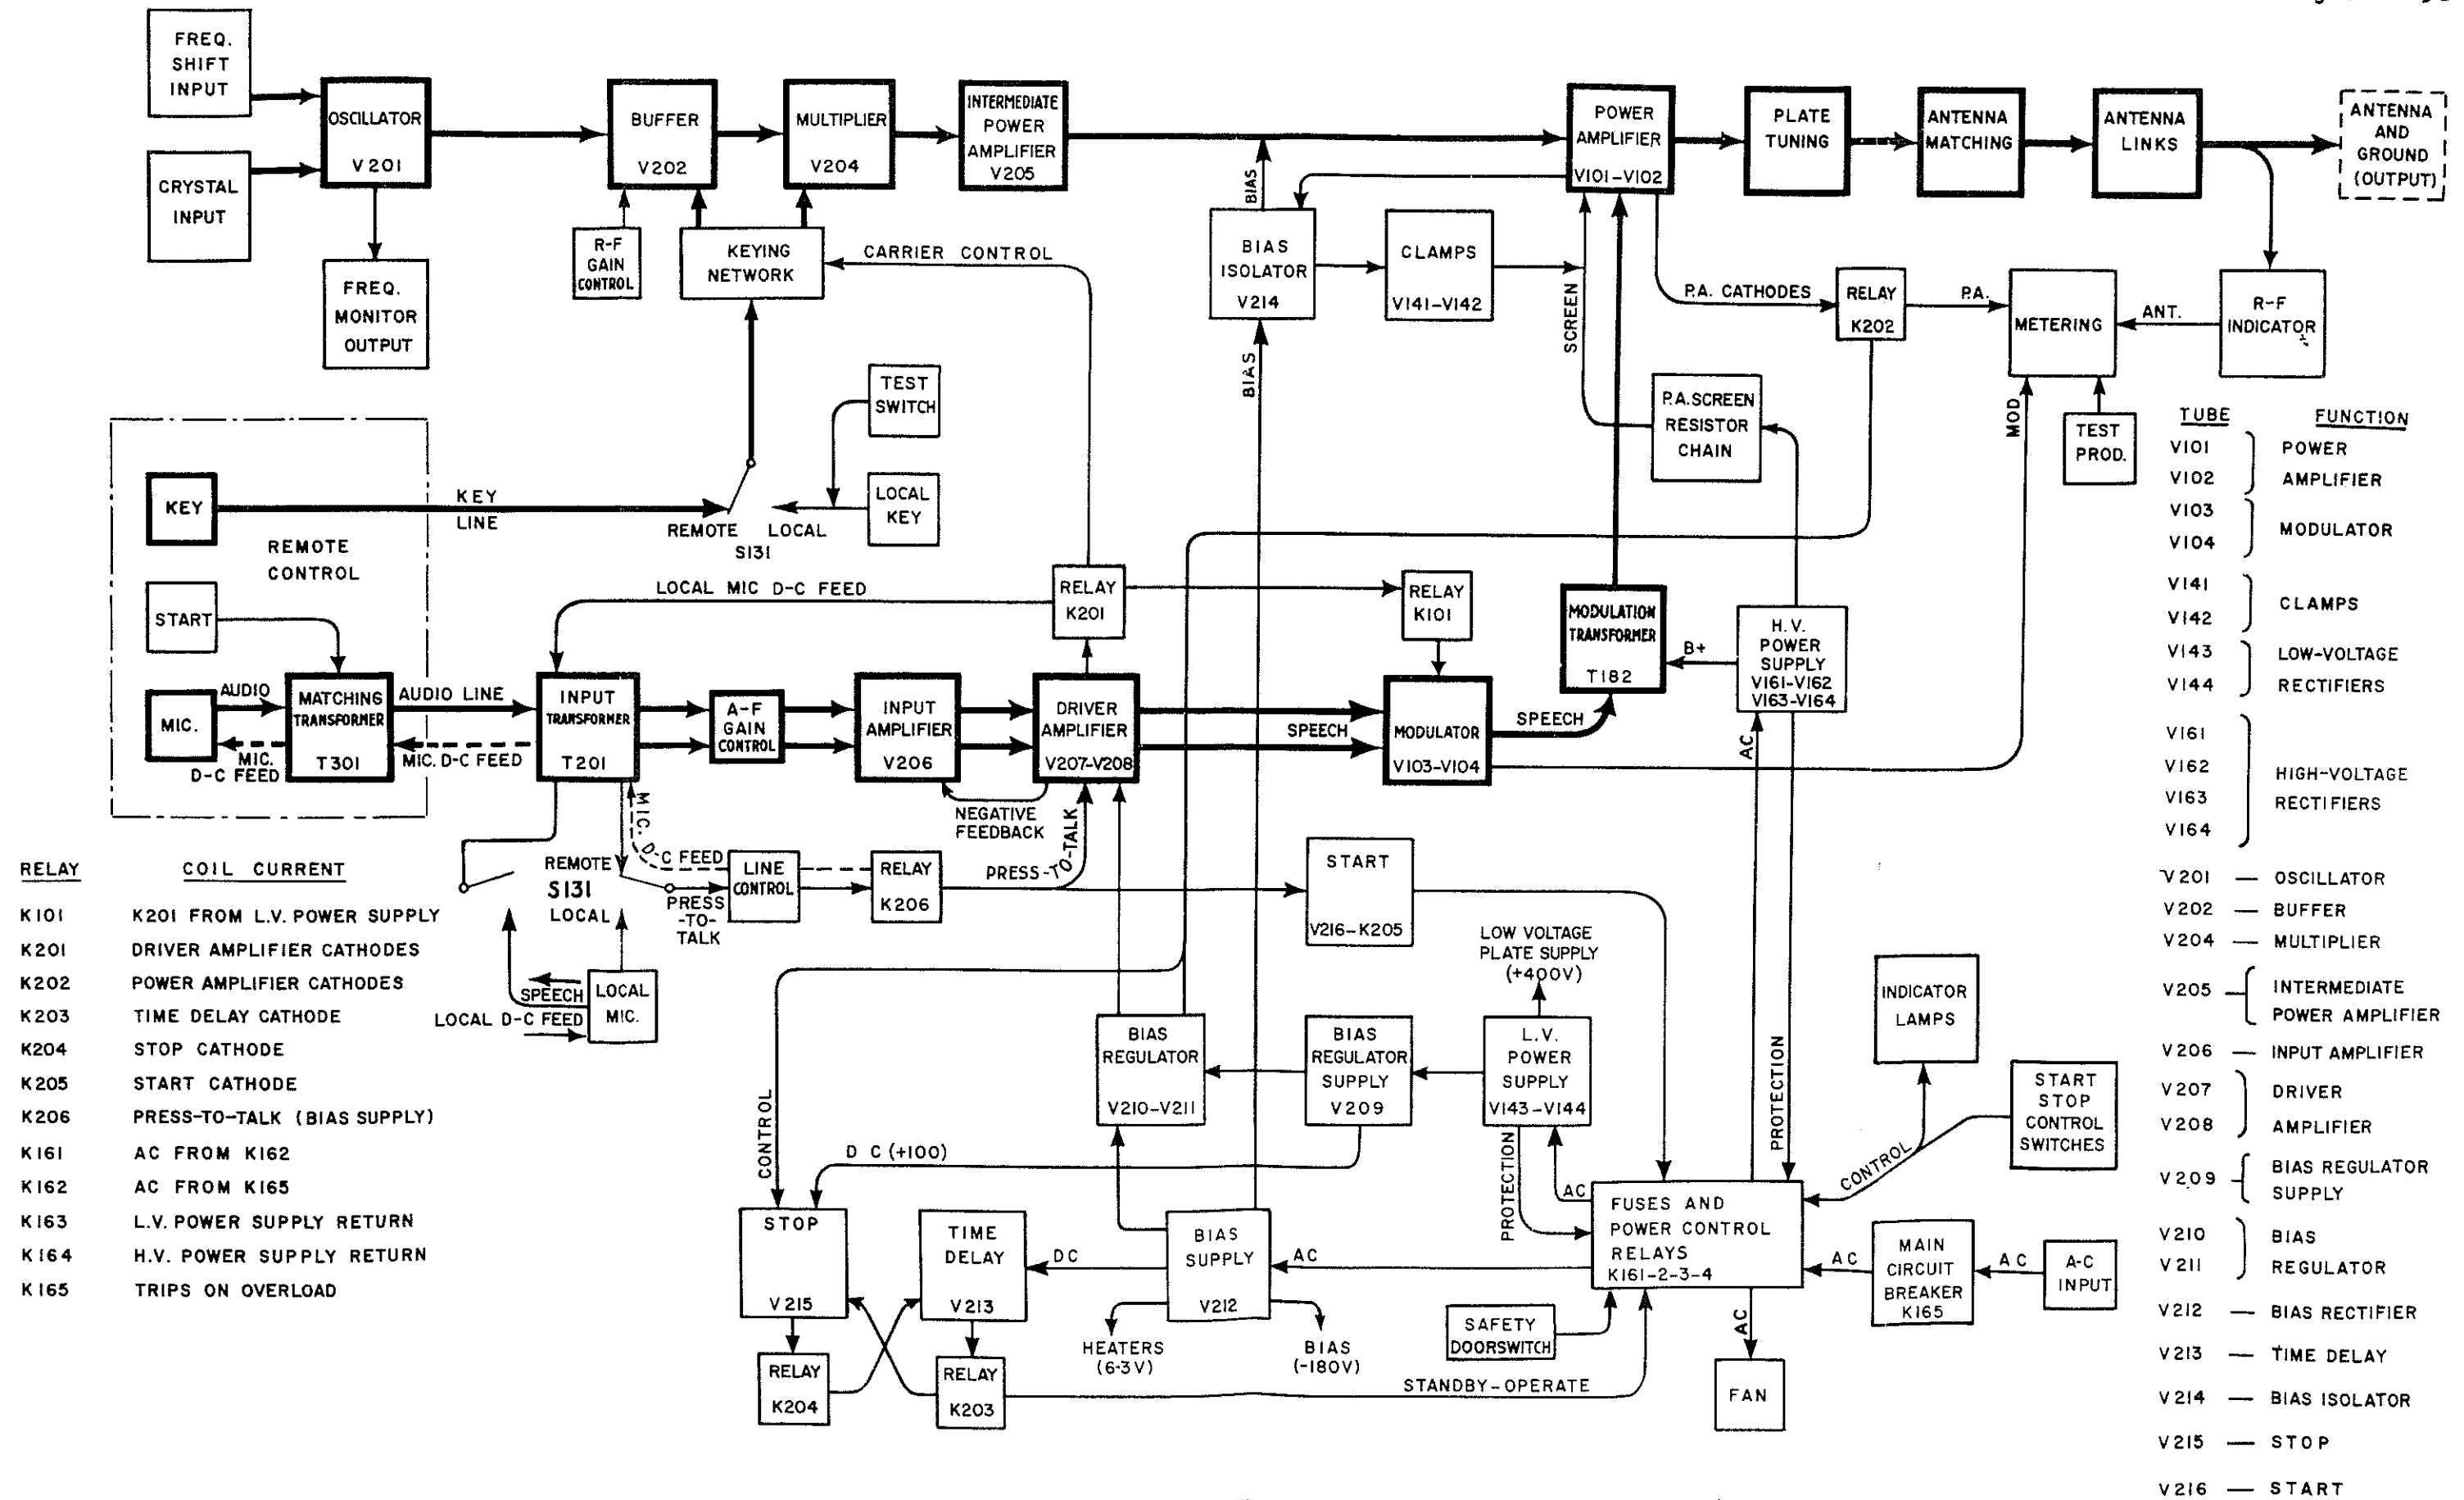 FREQ.
SHIFT
INPUT
OSCILLATOR
V201
CRYSTAL
INPUT
FREQ.
MONITOR
OUTPUT
BUFFER
V202
MULTIPLIER
V204
INTERMEDIATE
POWER
AMPLIFIER
V205
R-F
GAIN
CONTROL
KEYING
NETWORK
CARRIER CONTROL
BIAS
BIAS
ISOLATOR
V214
CLAMPS
V141-V142
POWER
AMPLIFIER
V101-V102
PLATE
TUNING
ANTENNA
MATCHING
ANTENNA
LINKS
ANTENNA
AND
GROUND
(OUTPUT)
SCREEN
P.A. CATHODES
RELAY
K202
P.A.
METERING
ANT.
R-F
INDICATOR
TEST
PROD.
MOD
BIAS
P.A. SCREEN
RESISTOR
CHAIN
TEST
SWITCH
LOCAL
KEY
KEY
KEY
LINE
REMOTE LOCAL
S131
REMOTE
CONTROL
START
MIC.
AUDIO
MIC.
D-C FEED
MATCHING
TRANSFORMER
T301
AUDIO LINE
MIC. D-C FEED
LOCAL MIC D-C FEED
INPUT
TRANSFORMER
T201
A-F
GAIN
CONTROL
INPUT
AMPLIFIER
V206
DRIVER
AMPLIFIER
V207-V208
NEGATIVE
FEEDBACK
RELAY
K201
RELAY
K101
SPEECH
MODULATOR
V103-V104
SPEECH
MODULATION
TRANSFORMER
T182
B+
H.V.
POWER
SUPPLY
V161-V162
V163-V164
AC
PROTECTION
MIC. D-C FEED
REMOTE
S131
LOCAL
PRESS
-TO-
TALK
LINE
CONTROL
RELAY
K206
PRESS-TO-TALK
START
V216-K205
SPEECH
LOCAL D-C FEED
LOCAL
MIC.
LOW VOLTAGE
PLATE SUPPLY
(+400V)
BIAS
REGULATOR
V210-V211
BIAS
REGULATOR
SUPPLY
V209
L.V.
POWER
SUPPLY
V143-V144
INDICATOR
LAMPS
START
STOP
CONTROL
SWITCHES
CONTROL
CONTROL
D C (+100)
PROTECTION
AC
STOP
V215
TIME
DELAY
V213
DC
BIAS
SUPPLY
V212
AC
FUSES AND
POWER CONTROL
RELAYS
K161-2-3-4
AC
MAIN
CIRCUIT
BREAKER
K165
AC
A-C
INPUT
HEATERS
(6·3V)
BIAS
(-180V)
SAFETY
DOORSWITCH
AC
FAN
RELAY
K204
RELAY
K203
STANDBY-OPERATE
RELAY COIL CURRENT
K101 K201 FROM L.V. POWER SUPPLY
K201 DRIVER AMPLIFIER CATHODES
K202 POWER AMPLIFIER CATHODES
K203 TIME DELAY CATHODE
K204 STOP CATHODE
K205 START CATHODE
K206 PRESS-TO-TALK (BIAS SUPPLY)
K161 AC FROM K162
K162 AC FROM K165
K163 L.V. POWER SUPPLY RETURN
K164 H.V. POWER SUPPLY RETURN
K165 TRIPS ON OVERLOAD
TUBE FUNCTION
V101 POWER
V102 AMPLIFIER
V103
MODULATOR
V104
V141
CLAMPS
V142
V143 LOW-VOLTAGE
V144 RECTIFIERS
V161
V162 HIGH-VOLTAGE
V163 RECTIFIERS
V164
V201 — OSCILLATOR
V202 — BUFFER
V204 — MULTIPLIER
V205 — INTERMEDIATE
POWER AMPLIFIER
V206 — INPUT AMPLIFIER
V207 DRIVER
V208 AMPLIFIER
V209 — BIAS REGULATOR
SUPPLY
V210 BIAS
V211 REGULATOR
V212 — BIAS RECTIFIER
V213 — TIME DELAY
V214 — BIAS ISOLATOR
V215 — STOP
V216 — START